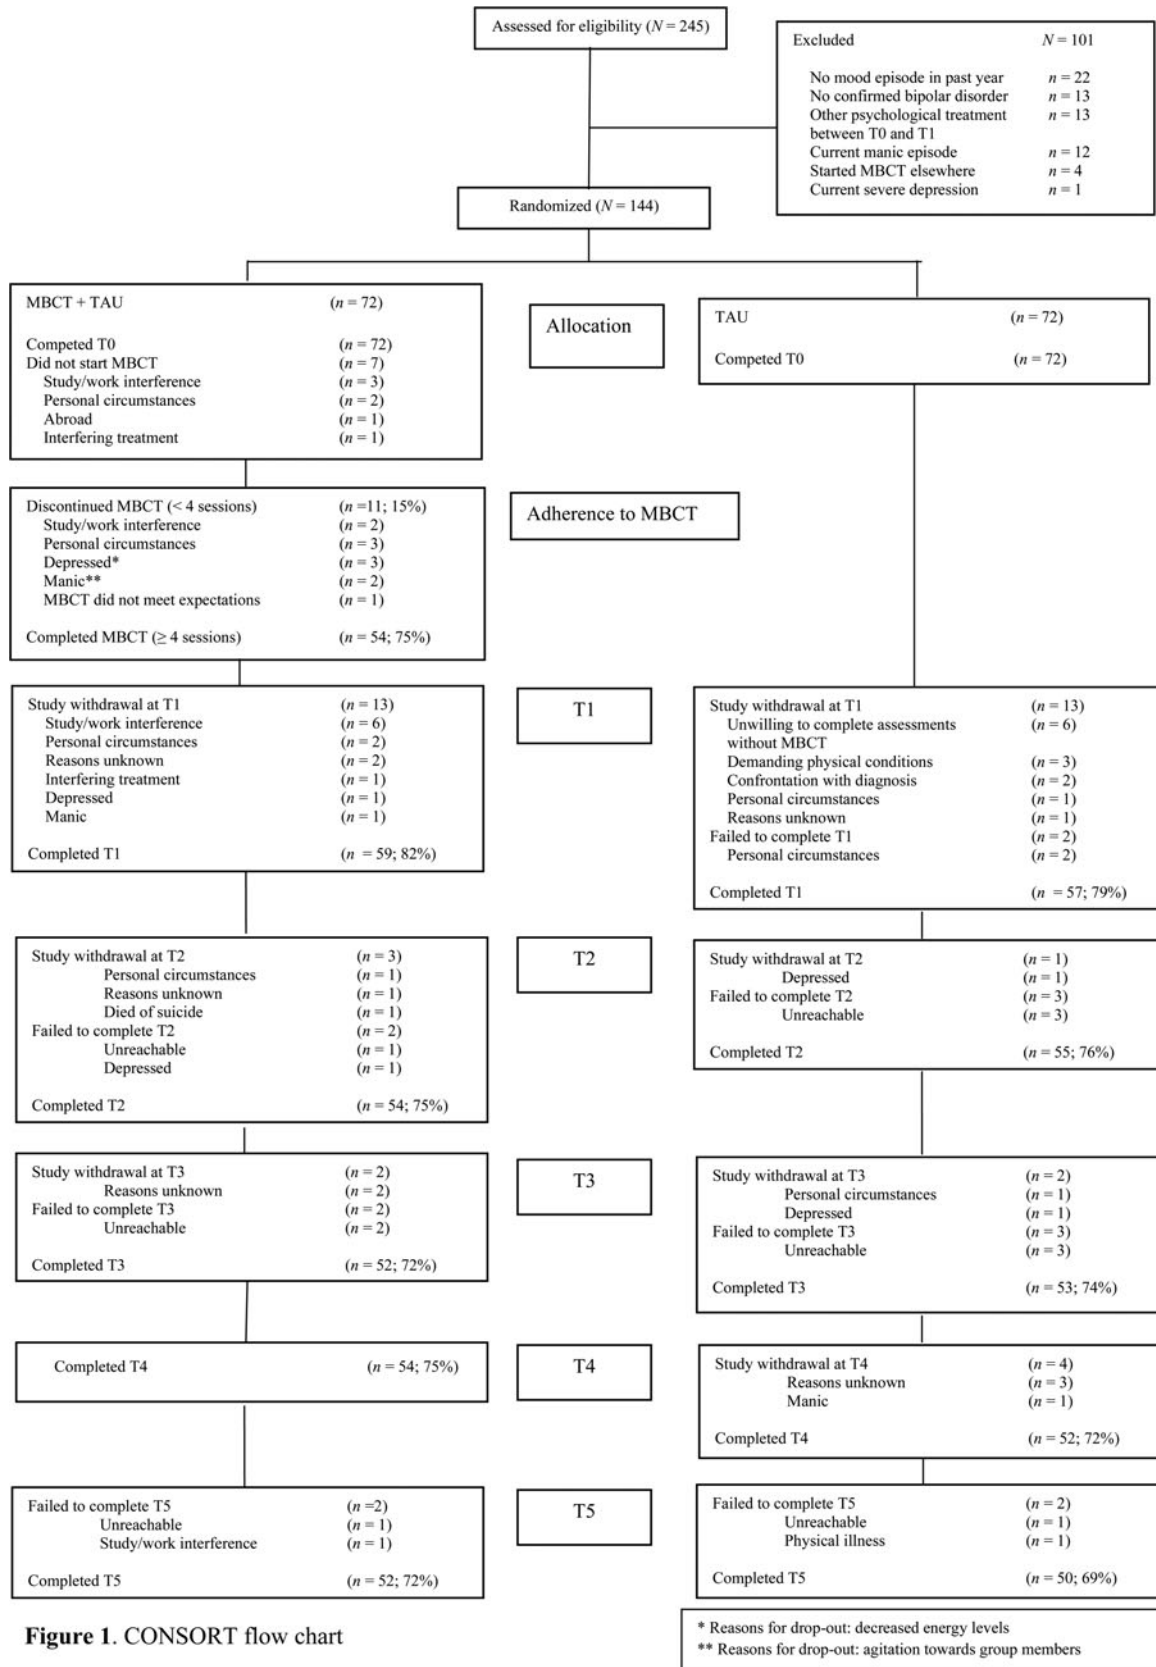 Assessed for eligibility (N = 245)
Excluded N = 101
No mood episode in past year n = 22
No confirmed bipolar disorder n = 13
Other psychological treatment n = 13
between T0 and T1
Current manic episode n = 12
Started MBCT elsewhere n = 4
Current severe depression n = 1
Randomized (N = 144)
MBCT + TAU (n = 72)
Competed T0 (n = 72)
Did not start MBCT (n = 7)
Study/work interference (n = 3)
Personal circumstances (n = 2)
Abroad (n = 1)
Interfering treatment (n = 1)
Allocation
TAU (n = 72)
Competed T0 (n = 72)
Discontinued MBCT (< 4 sessions) (n =11; 15%)
Study/work interference (n = 2)
Personal circumstances (n = 3)
Depressed* (n = 3)
Manic** (n = 2)
MBCT did not meet expectations (n = 1)
Completed MBCT (≥ 4 sessions) (n = 54; 75%)
Adherence to MBCT
Study withdrawal at T1 (n = 13)
Study/work interference (n = 6)
Personal circumstances (n = 2)
Reasons unknown (n = 2)
Interfering treatment (n = 1)
Depressed (n = 1)
Manic (n = 1)
Completed T1 (n = 59; 82%)
T1
Study withdrawal at T1 (n = 13)
Unwilling to complete assessments (n = 6)
without MBCT
Demanding physical conditions (n = 3)
Confrontation with diagnosis (n = 2)
Personal circumstances (n = 1)
Reasons unknown (n = 1)
Failed to complete T1 (n = 2)
Personal circumstances (n = 2)
Completed T1 (n = 57; 79%)
Study withdrawal at T2 (n = 3)
Personal circumstances (n = 1)
Reasons unknown (n = 1)
Died of suicide (n = 1)
Failed to complete T2 (n = 2)
Unreachable (n = 1)
Depressed (n = 1)
Completed T2 (n = 54; 75%)
T2
Study withdrawal at T2 (n = 1)
Depressed (n = 1)
Failed to complete T2 (n = 3)
Unreachable (n = 3)
Completed T2 (n = 55; 76%)
Study withdrawal at T3 (n = 2)
Reasons unknown (n = 2)
Failed to complete T3 (n = 2)
Unreachable (n = 2)
Completed T3 (n = 52; 72%)
T3
Study withdrawal at T3 (n = 2)
Personal circumstances (n = 1)
Depressed (n = 1)
Failed to complete T3 (n = 3)
Unreachable (n = 3)
Completed T3 (n = 53; 74%)
Completed T4 (n = 54; 75%)
T4
Study withdrawal at T4 (n = 4)
Reasons unknown (n = 3)
Manic (n = 1)
Completed T4 (n = 52; 72%)
Failed to complete T5 (n =2)
Unreachable (n = 1)
Study/work interference (n = 1)
Completed T5 (n = 52; 72%)
T5
Failed to complete T5 (n = 2)
Unreachable (n = 1)
Physical illness (n = 1)
Completed T5 (n = 50; 69%)
Figure 1. CONSORT flow chart
* Reasons for drop-out: decreased energy levels
** Reasons for drop-out: agitation towards group members